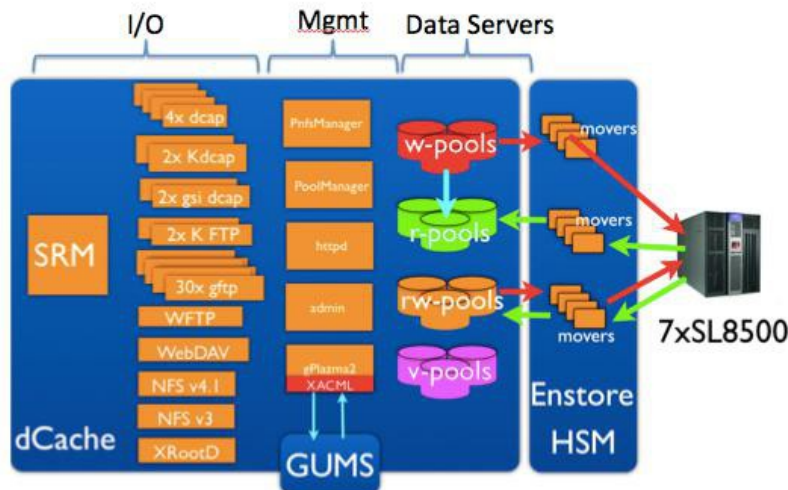 I/O
Mgmt
Data Servers
SRM
4x dcap
2x Kdcap
2x gsi dcap
2x K FTP
30x gftp
WFTP
WebDAV
NFS v4.1
NFS v3
XRootD
dCache
PnfsManager
PoolManager
httpd
admin
gPlazma2
XACML
GUMS
w-pools
r-pools
rw-pools
v-pools
movers
movers
movers
Enstore
HSM
7xSL8500